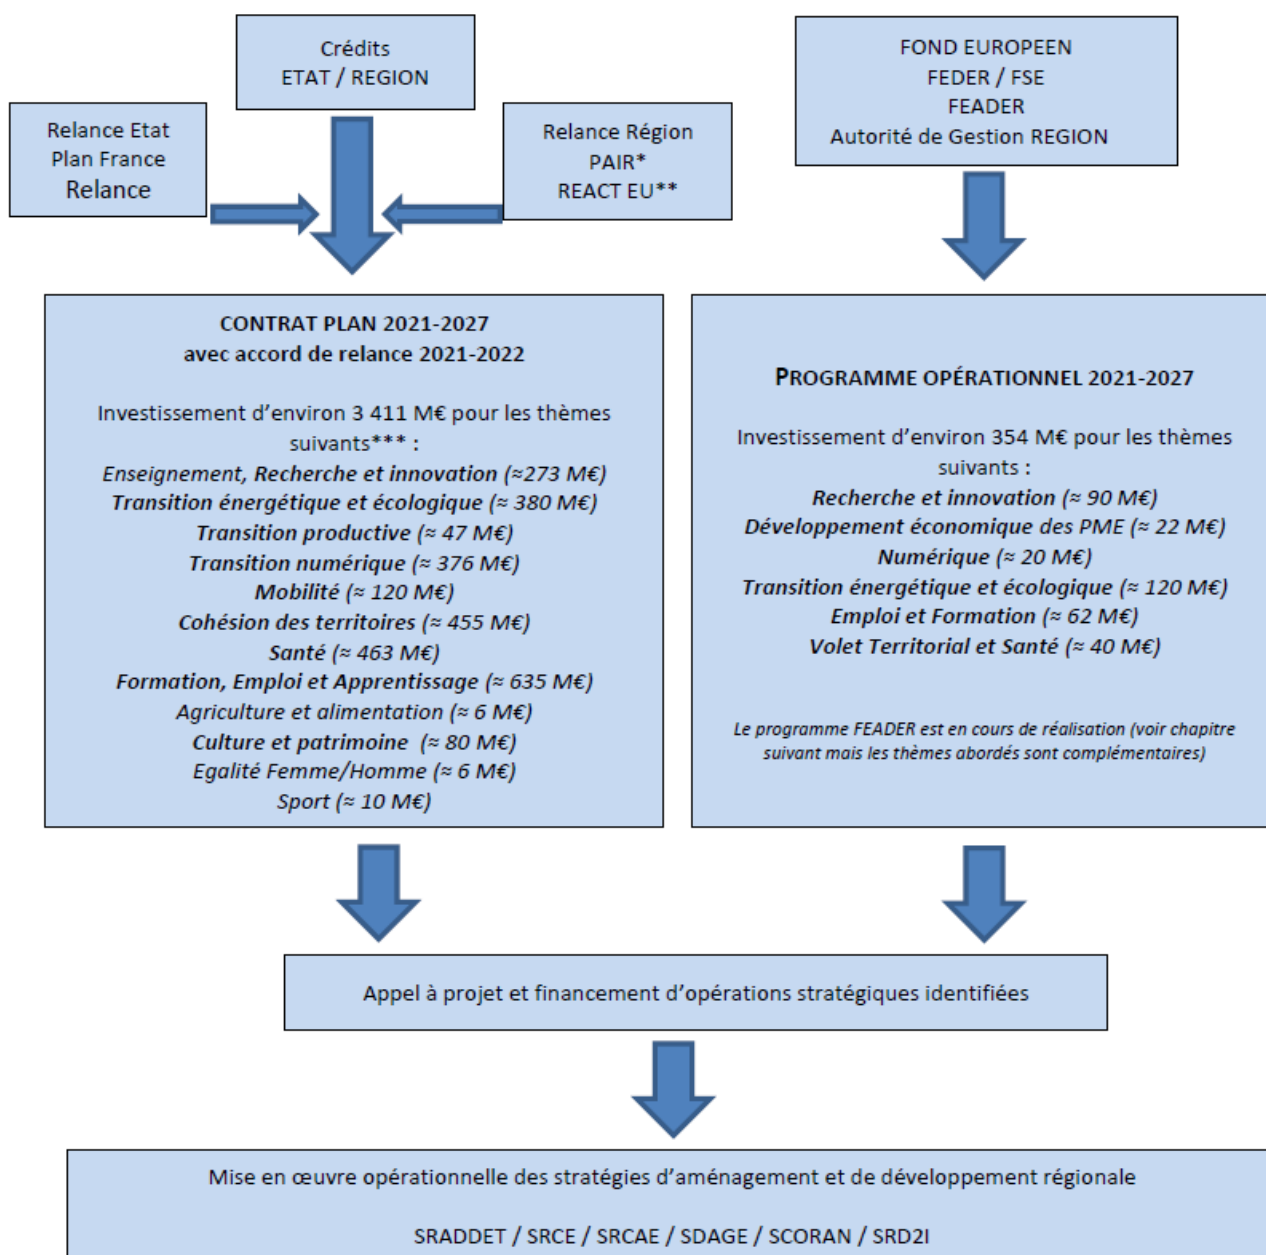 Crédits
ETAT / REGION
FOND EUROPEEN
FEDER / FSE
FEADER
Autorité de Gestion REGION
Relance Etat
Plan France
Relance
Relance Région
PAIR*
REACT EU**
CONTRAT PLAN 2021-2027
avec accord de relance 2021-2022
Investissement d'environ 3 411 M€ pour les thèmes
suivants*** :
Enseignement, Recherche et innovation (≈273 M€)
Transition énergétique et écologique (≈ 380 M€)
Transition productive (≈ 47 M€)
Transition numérique (≈ 376 M€)
Mobilité (≈ 120 M€)
Cohésion des territoires (≈ 455 M€)
Santé (≈ 463 M€)
Formation, Emploi et Apprentissage (≈ 635 M€)
Agriculture et alimentation (≈ 6 M€)
Culture et patrimoine (≈ 80 M€)
Egalité Femme/Homme (≈ 6 M€)
Sport (≈ 10 M€)
PROGRAMME OPÉRATIONNEL 2021-2027
Investissement d'environ 354 M€ pour les thèmes
suivants :
Recherche et innovation (≈ 90 M€)
Développement économique des PME (≈ 22 M€)
Numérique (≈ 20 M€)
Transition énergétique et écologique (≈ 120 M€)
Emploi et Formation (≈ 62 M€)
Volet Territorial et Santé (≈ 40 M€)
Le programme FEADER est en cours de réalisation (voir chapitre
suivant mais les thèmes abordés sont complémentaires)
Appel à projet et financement d'opérations stratégiques identifiées
Mise en œuvre opérationnelle des stratégies d'aménagement et de développement régionale
SRADDET / SRCE / SRCAE / SDAGE / SCORAN / SRD2I